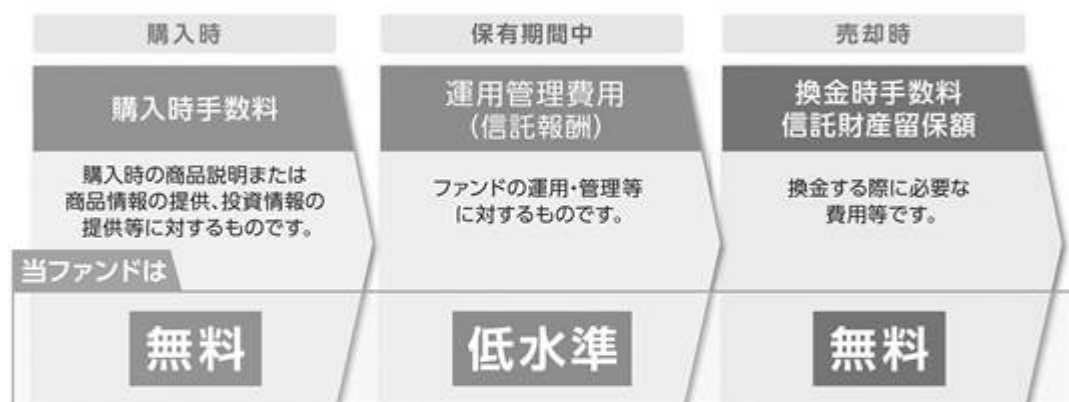 購入時
保有期間中
売却時
購入時手数料
運用管理費用
(信託報酬)
換金時手数料
信託財産留保額
購入時の商品説明または
商品情報の提供、投資情報の
提供等に対するものです。
ファンドの運用・管理等
に対するものです。
換金する際に必要な
費用等です。
当ファンドは
無料
低水準
無料